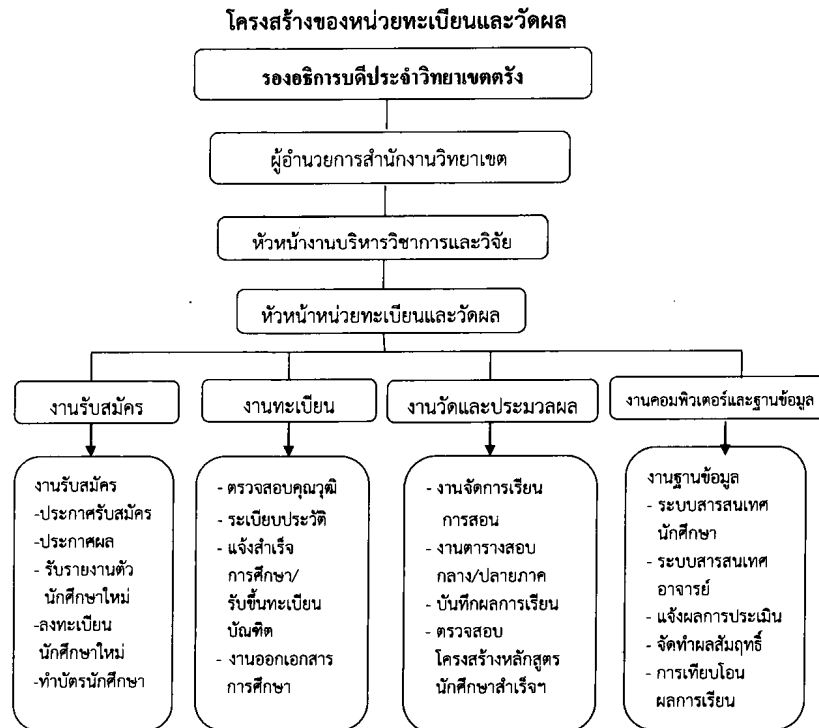 โครงสร้างของหน่วยทะเบียนและวัดผล
รองอธิการบดีประจำวิทยาเขตตรัง
ผู้อำนวยการสำนักงานวิทยาเขต
หัวหน้างานบริหารวิชาการและวิจัย
หัวหน้าหน่วยทะเบียนและวัดผล
งานรับสมัคร
งานทะเบียน
งานวัดและประมวลผล
งานคอมพิวเตอร์และฐานข้อมูล
งานรับสมัคร
-ประกาศรับสมัคร
-ประกาศผล
- รับรายงานตัว
นักศึกษาใหม่
-ลงทะเบียน
นักศึกษาใหม่
-ทำบัตรนักศึกษา
- ตรวจสอบคุณวุฒิ
- ระเบียบประวัติ
- แจ้งสำเร็จ
การศึกษา/
รับขึ้นทะเบียน
บัณฑิต
- งานออกเอกสาร
การศึกษา
- งานจัดการเรียน
การสอน
- งานตารางสอบ
กลาง/ปลายภาค
- บันทึกผลการเรียน
- ตรวจสอบ
โครงสร้างหลักสูตร
นักศึกษาสำเร็จฯ
งานฐานข้อมูล
- ระบบสารสนเทศ
นักศึกษา
- ระบบสารสนเทศ
อาจารย์
- แจ้งผลการประเมิน
- จัดทำผลสัมฤทธิ์
- การเทียบโอน
ผลการเรียน